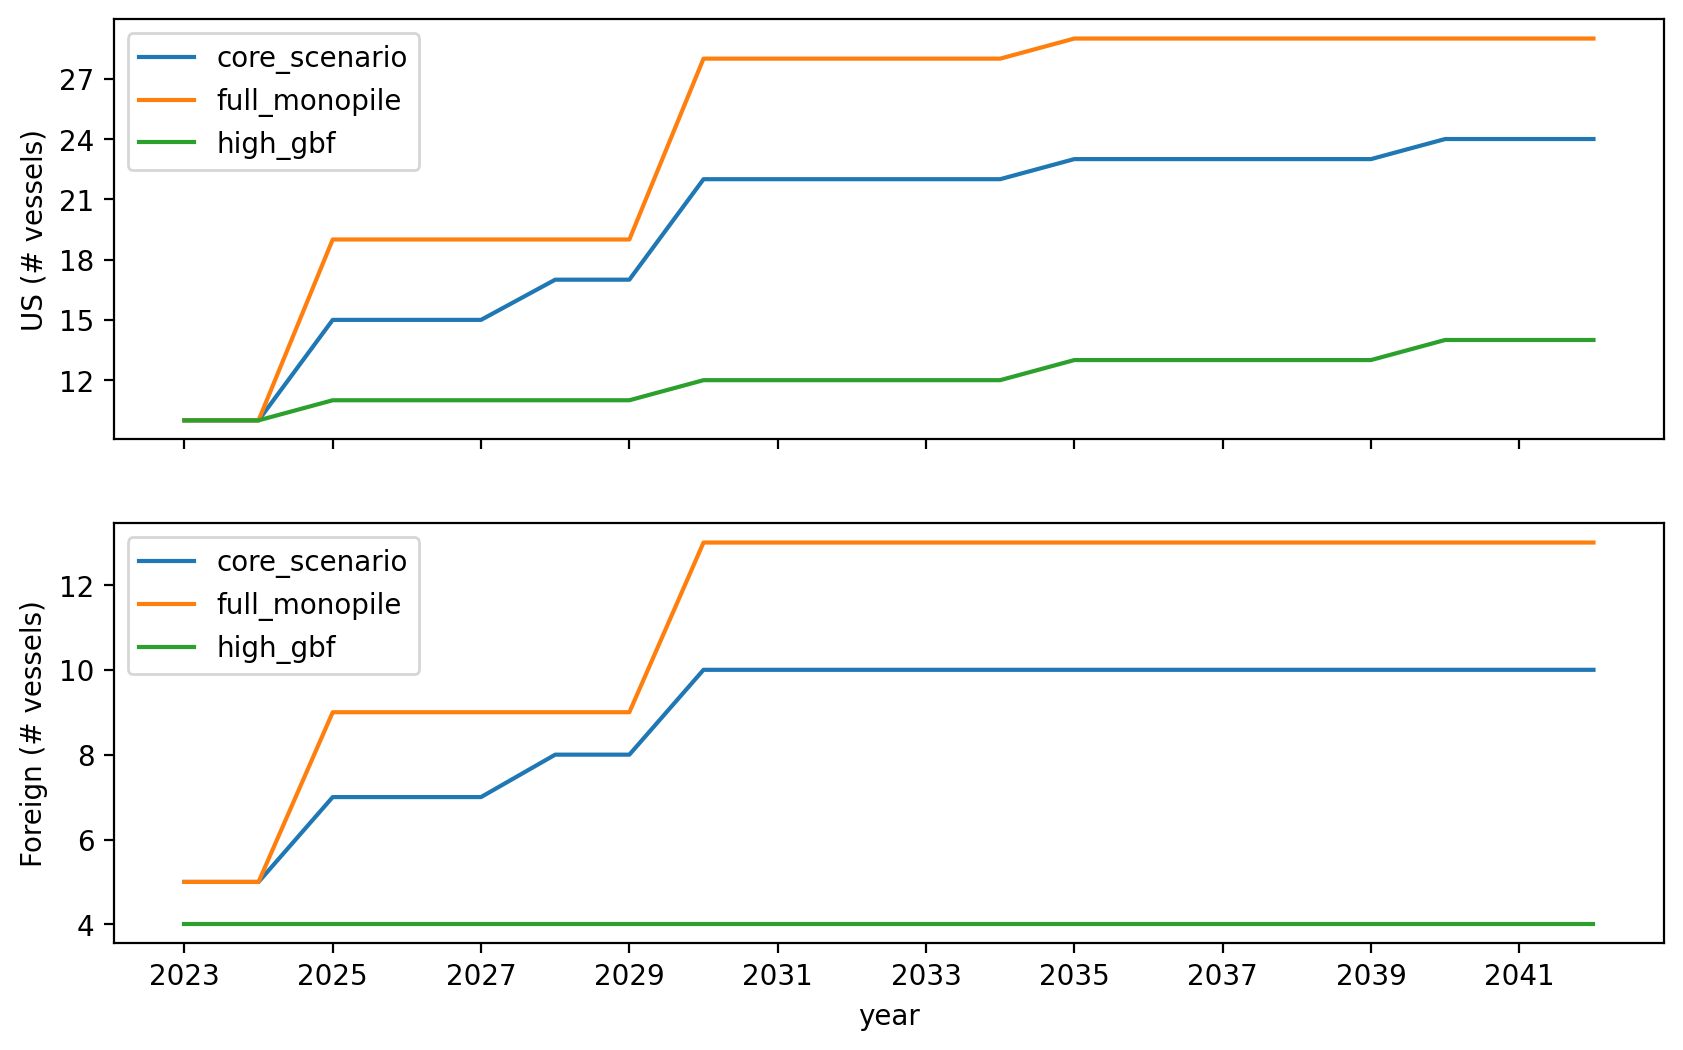 US (# vessels)
27
24
21
18
15
12
core_scenario
full_monopile
high_gbf
Foreign (# vessels)
12
10
8
6
4
core_scenario
full_monopile
high_gbf
2023 2025 2027 2029 2031 2033 2035 2037 2039 2041
year